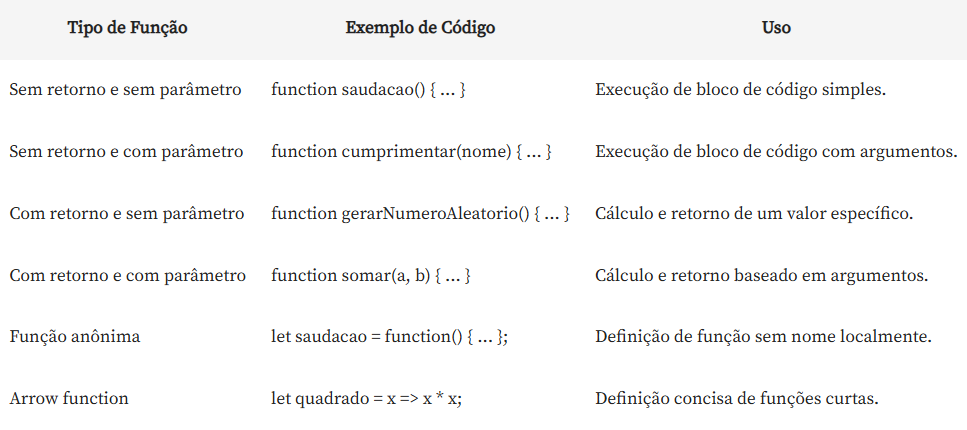 Tipo de Função Exemplo de Código Uso
Sem retorno e sem parâmetro function saudacao() { ... } Execução de bloco de código simples.
Sem retorno e com parâmetro function cumprimentar(nome) { ... } Execução de bloco de código com argumentos.
Com retorno e sem parâmetro function gerarNumeroAleatorio() { ... } Cálculo e retorno de um valor específico.
Com retorno e com parâmetro function somar(a, b) { ... } Cálculo e retorno baseado em argumentos.
Função anônima let saudacao = function() { ... }; Definição de função sem nome localmente.
Arrow function let quadrado = x => x * x; Definição concisa de funções curtas.